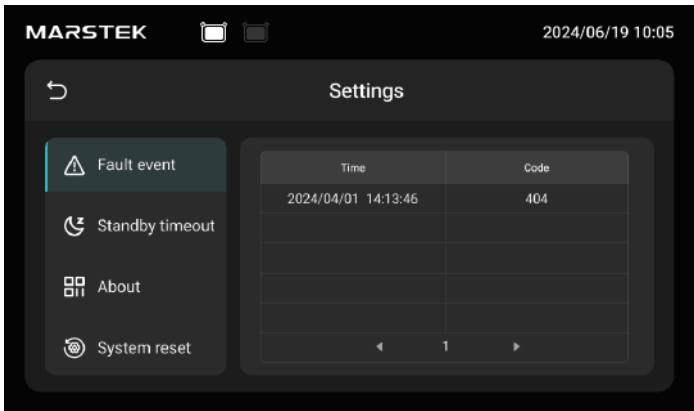 MARSTEK 2024/06/19 10:05
Settings
Fault event
Standby timeout
About
System reset
Time Code
2024/04/01 14:13:46 404
1